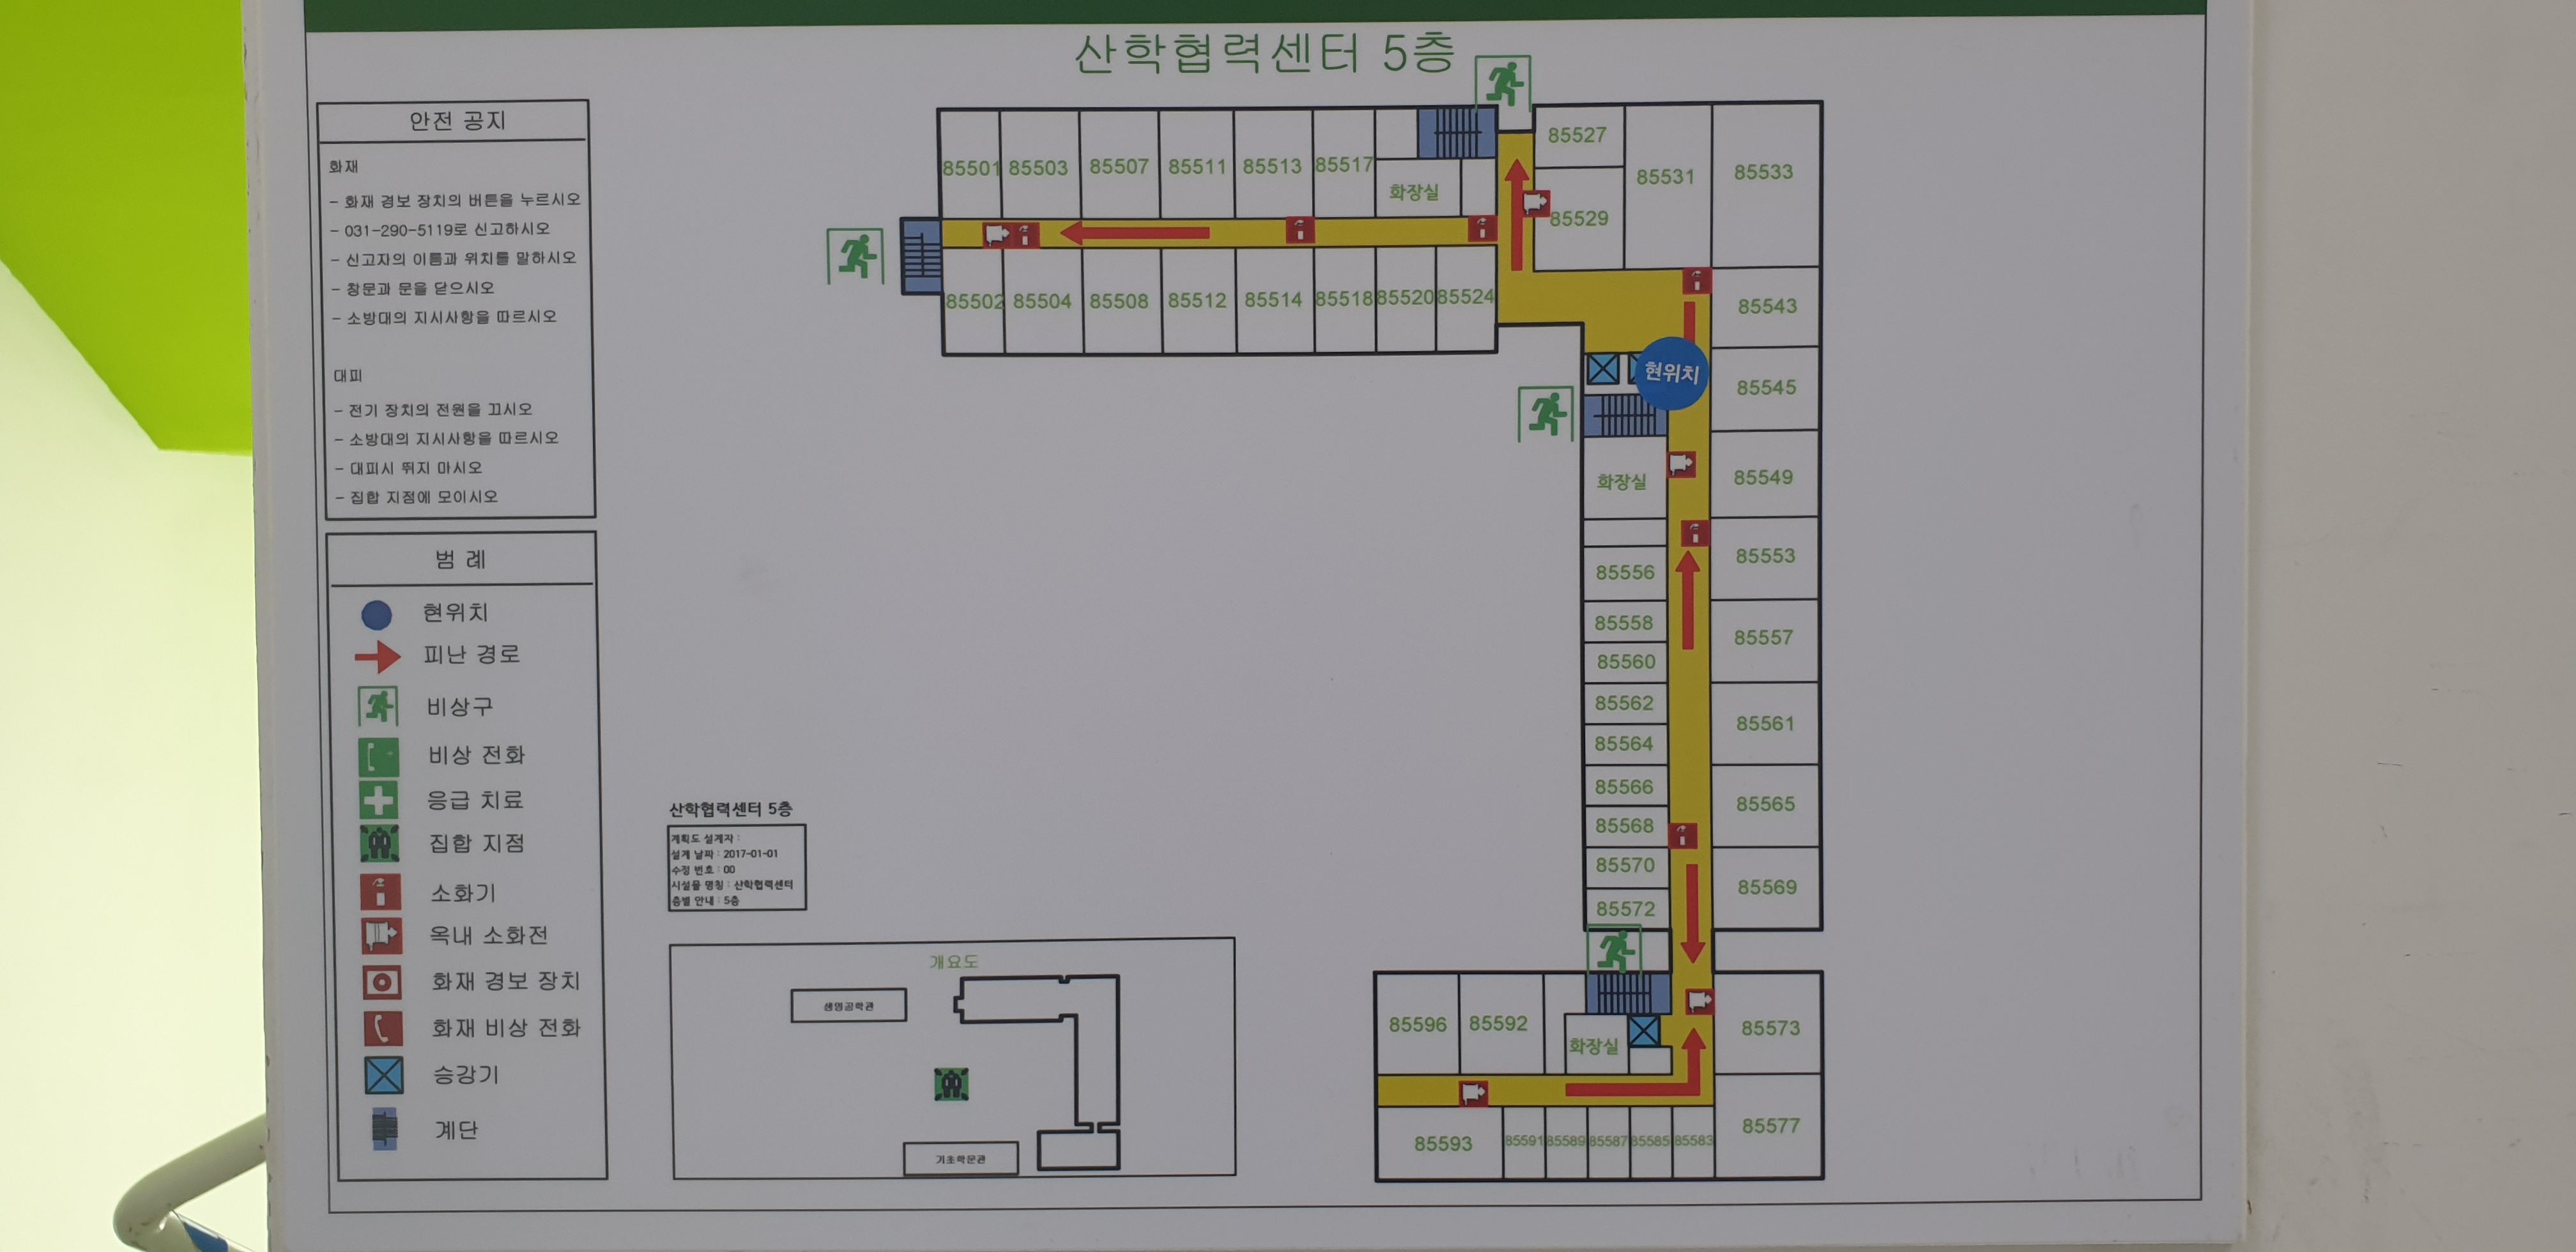 산학협력센터 5층
안전 공지
화재
- 화재 경보 장치의 버튼을 누르시오
- 031-290-5119로 신고하시오
- 신고자의 이름과 위치를 말하시오
- 창문과 문을 닫으시오
- 소방대의 지시사항을 따르시오
대피
- 전기 장치의 전원을 끄시오
- 소방대의 지시사항을 따르시오
- 대피시 뛰지 마시오
- 집합 지점에 모이시오
범 례
현위치
피난 경로
비상구
비상 전화
응급 치료
집합 지점
소화기
옥내 소화전
화재 경보 장치
화재 비상 전화
승강기
계단
85501 85503 85507 85511 85513 85517
화장실
85502 85504 85508 85512 85514 85518 85520 85524
85527
85529
85531
85533
85543
현위치
85545
화장실
85549
85553
85556
85558
85557
85560
85562
85561
85564
85566
85565
85568
85570
85569
85572
85596 85592
화장실
85573
85593 85591 85589 85587 85585 85583
85577
산학협력센터 5층
계획도 설계자 :
설계 날짜 : 2017-01-01
수정 번호 : 00
시설물 명칭 : 산학협력센터
층별 안내 : 5층
개요도
생명공학관
기초학문관